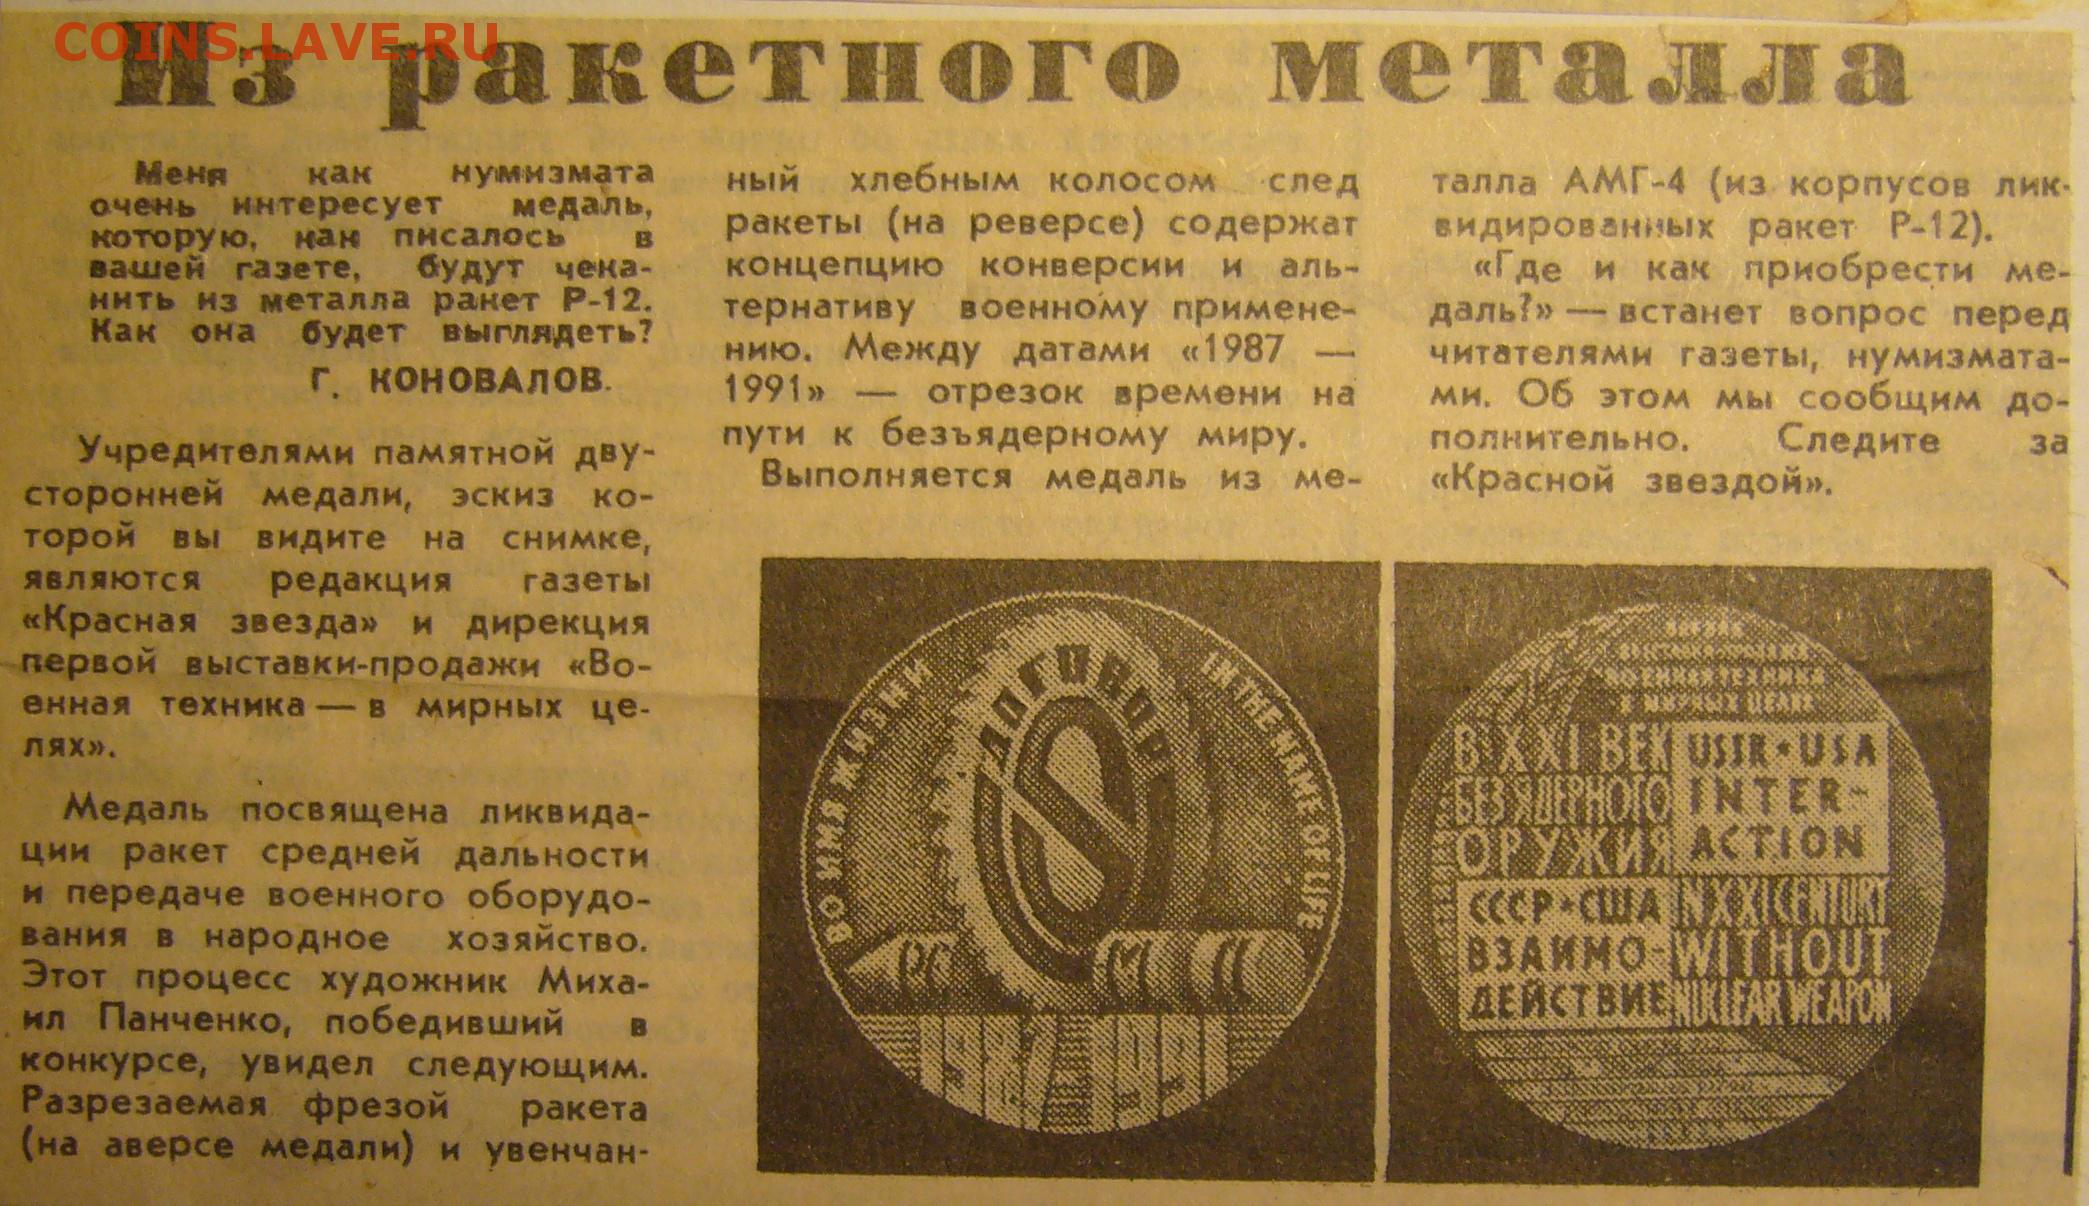 COINS.LAVE.RU
Из ракетного металла
Меня как нумизмата
очень интересует медаль,
которую, как писалось в
вашей газете, будут чека-
нить из металла ракет Р-12.
Как она будет выглядеть?
Г. КОНОВАЛОВ.
Учредителями памятной дву-
сторонней медали, эскиз ко-
торой вы видите на снимке,
являются редакция газеты
«Красная звезда» и дирекция
первой выставки-продажи «Во-
енная техника — в мирных це-
лях».
Медаль посвящена ликвида-
ции ракет средней дальности
и передаче военного оборудо-
вания в народное хозяйство.
Этот процесс художник Миха-
ил Панченко, победивший в
конкурсе, увидел следующим.
Разрезаемая фрезой ракета
(на аверсе медали) и увенчан-
ный хлебным колосом след
ракеты (на реверсе) содержат
концепцию конверсии и аль-
тернативу военному примене-
нию. Между датами «1987 —
1991» — отрезок времени на
пути к безъядерному миру.
Выполняется медаль из ме-
талла АМГ-4 (из корпусов лик-
видированных ракет Р-12).
«Где и как приобрести ме-
даль?» — встанет вопрос перед
читателями газеты, нумизмата-
ми. Об этом мы сообщим до-
полнительно. Следите за
«Красной звездой».
ВО ИМЯ ЖИЗНИ
ДОГОВОР
IN THE NAME OF LIFE
1987 1991
ВЫСТАВКА-ПРОДАЖА
ВОЕННАЯ ТЕХНИКА
В МИРНЫХ ЦЕЛЯХ
В XXI ВЕК
БЕЗ ЯДЕРНОГО
ОРУЖИЯ
USSR • USA
INTER-
ACTION
СССР • США
ВЗАИМО-
ДЕЙСТВИЕ
IN XXI CENTURY
WITHOUT
NUCLEAR WEAPON